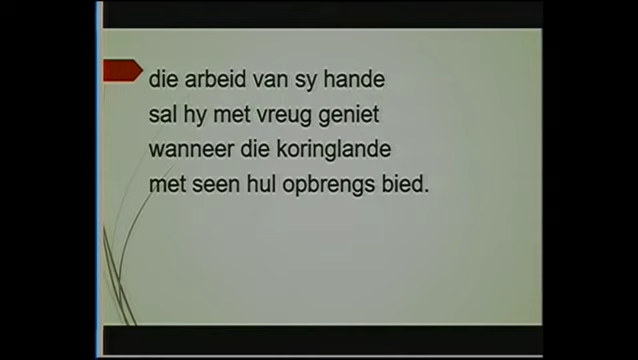 die arbeid van sy hande
sal hy met vreug geniet
wanneer die koringlande
met seen hul opbrengs bied.